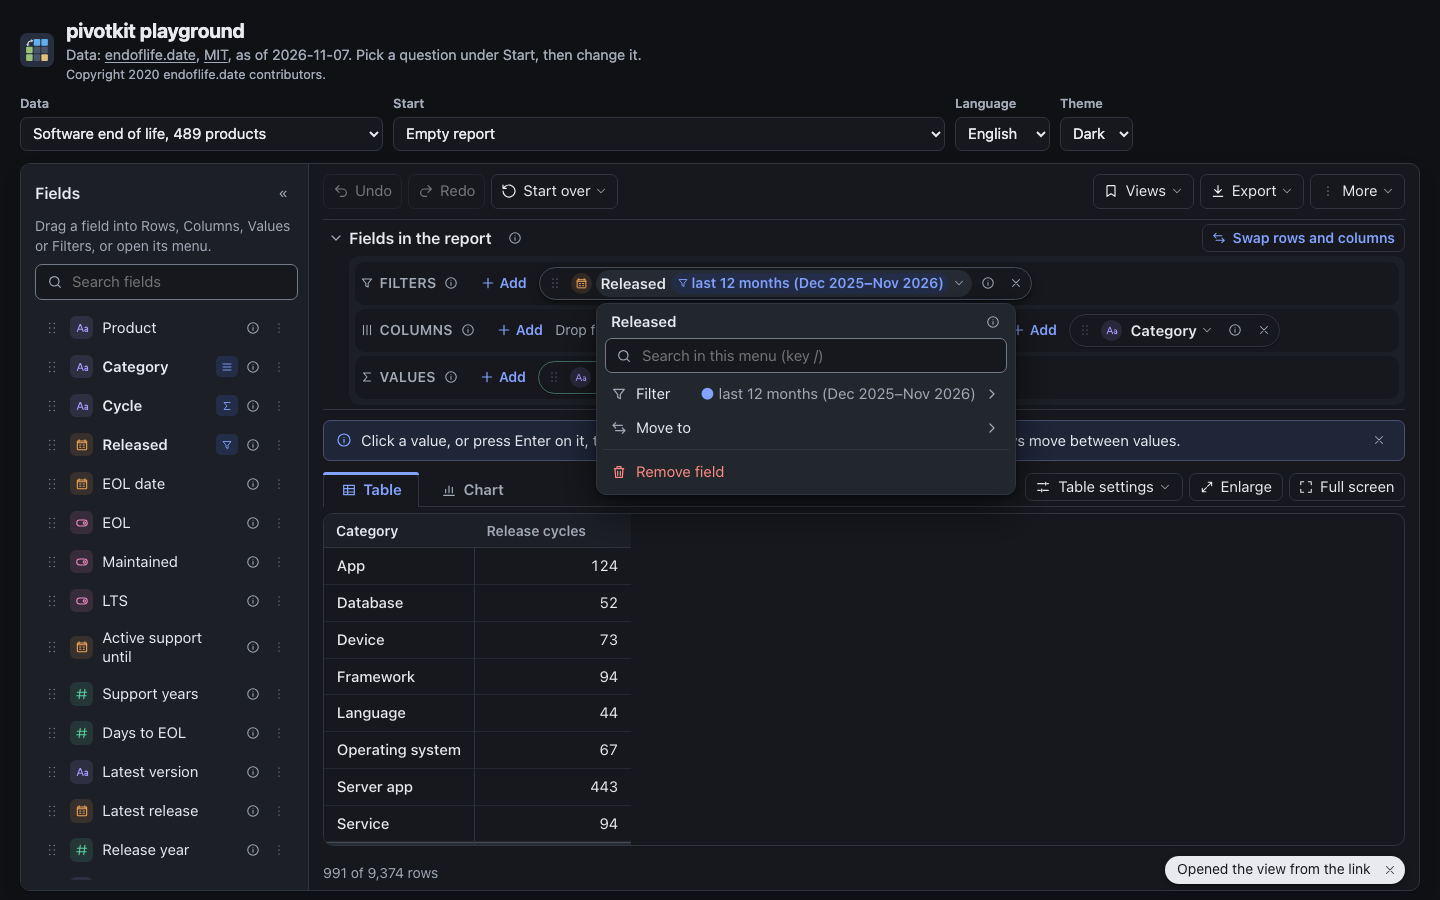 pivotkit playground
Data: endoflife.date, MIT, as of 2026-11-07. Pick a question under Start, then change it.
Copyright 2020 endoflife.date contributors.
Data
Start
Language
Theme
Software end of life, 489 products
Empty report
English
Dark
Fields
«
Drag a field into Rows, Columns, Values
or Filters, or open its menu.
Search fields
Aa Product
Aa Category
Aa Cycle
Released
EOL date
EOL
Maintained
LTS
Active support
until
Support years
Days to EOL
Aa Latest version
Latest release
Release year
Undo
Redo
Start over
Views
Export
More
Fields in the report
Swap rows and columns
FILTERS
+ Add
Released last 12 months (Dec 2025–Nov 2026)
COLUMNS
+ Add
Drop f
+ Add
Aa Category
VALUES
+ Add
Aa
Released
Search in this menu (key /)
Filter
last 12 months (Dec 2025–Nov 2026)
Move to
Remove field
Click a value, or press Enter on it, t
s move between values.
Table
Chart
Table settings
Enlarge
Full screen
Category Release cycles
App 124
Database 52
Device 73
Framework 94
Language 44
Operating system 67
Server app 443
Service 94
991 of 9,374 rows
Opened the view from the link